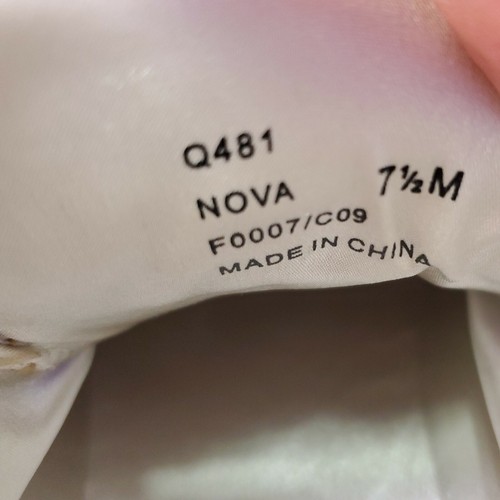 Q481
NOVA 7½M
F0007/C09
MADE IN CHINA